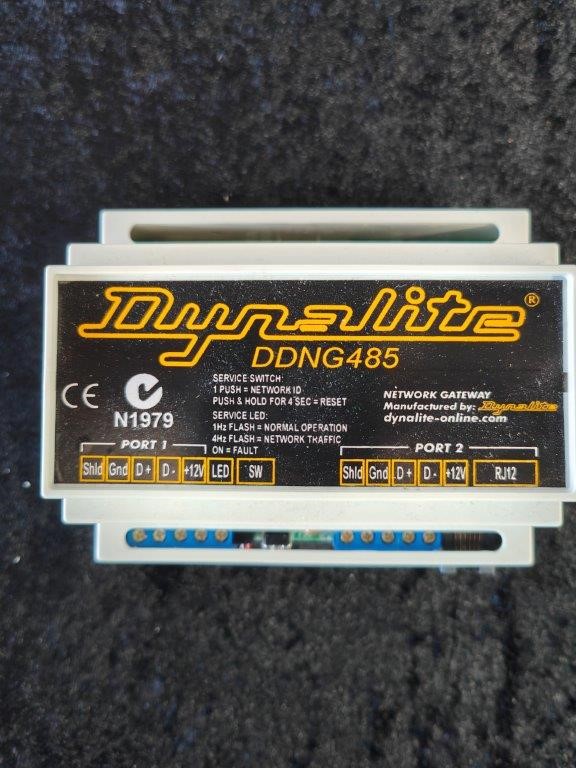 Dynalite®
DDNG485
CE
N1979
SERVICE SWITCH:
1 PUSH = NETWORK ID
PUSH & HOLD FOR 4 SEC = RESET
SERVICE LED:
1Hz FLASH = NORMAL OPERATION
4Hz FLASH = NETWORK TRAFFIC
ON = FAULT
NETWORK GATEWAY
Manufactured by: Dynalite
dynalite-online.com
PORT 1
Shld Gnd D + D - +12V LED SW
PORT 2
Shld Gnd D + D - +12V RJ12